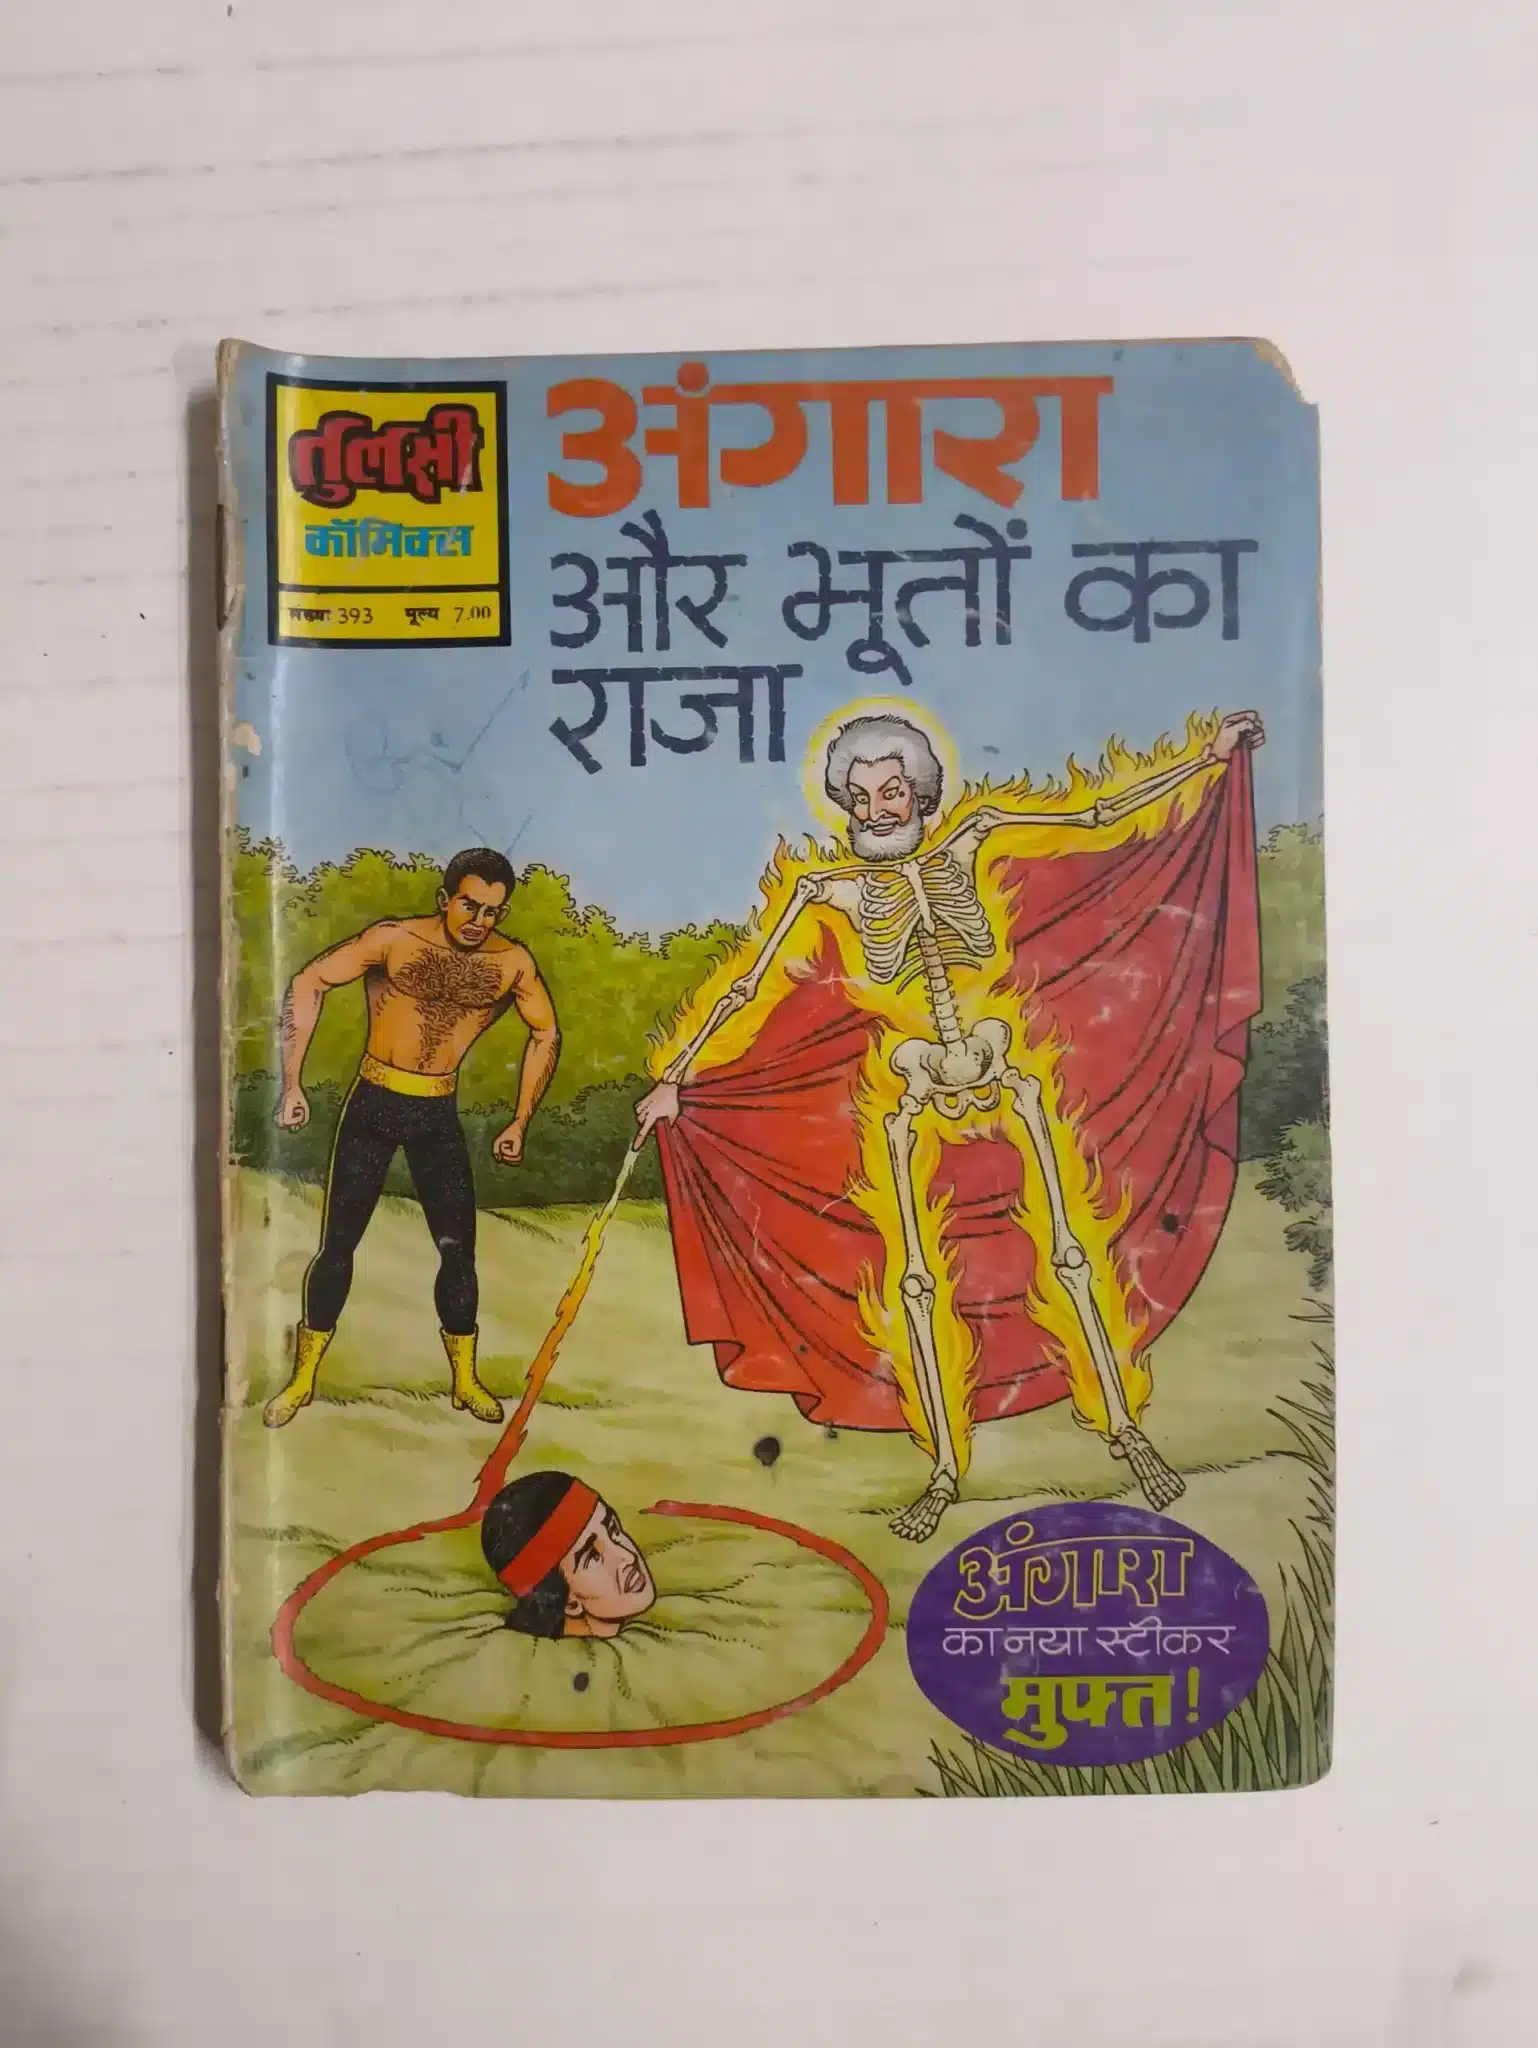 तुलसी
कॉमिक्स
संख्याः 393 मूल्य 7.00
अंगारा
और भूतों का
राजा
अंगारा
का नया स्टीकर
मुफ्त!